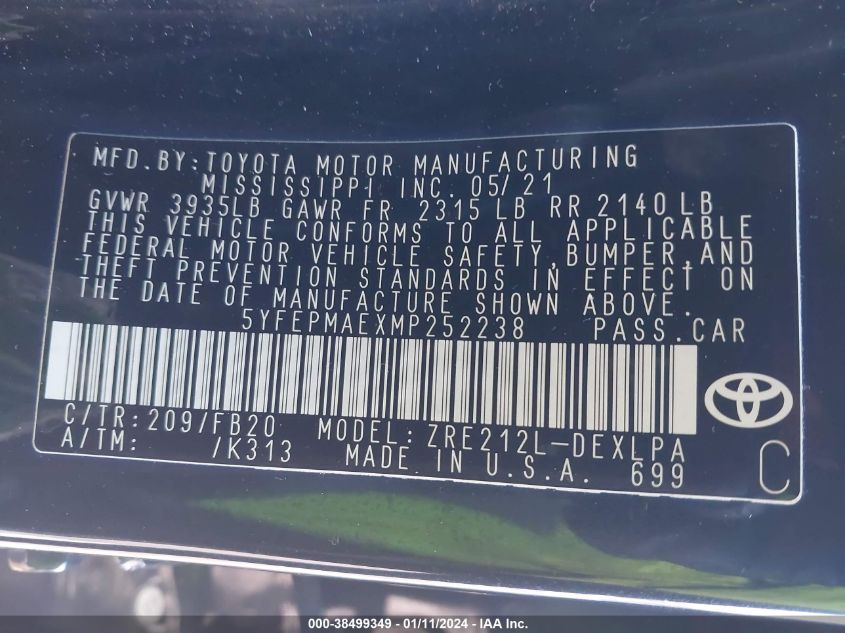 MFD.BY:TOYOTA MOTOR MANUFACTURING
MISSISSIPPI INC. 05/21
GVWR 3935LB GAWR FR 2315 LB RR 2140 LB
THIS VEHICLE CONFORMS TO ALL APPLICABLE
FEDERAL MOTOR VEHICLE SAFETY, BUMPER, AND
THEFT PREVENTION STANDARDS IN EFFECT ON
THE DATE OF MANUFACTURE SHOWN ABOVE.
5YFEPMAEXMP252238 PASS.CAR
C/TR:209/FB20 MODEL:ZRE212L-DEXLPA
A/TM: /K313 MADE IN U.S.A. 699
C
000-38499349 - 01/11/2024 - IAA Inc.